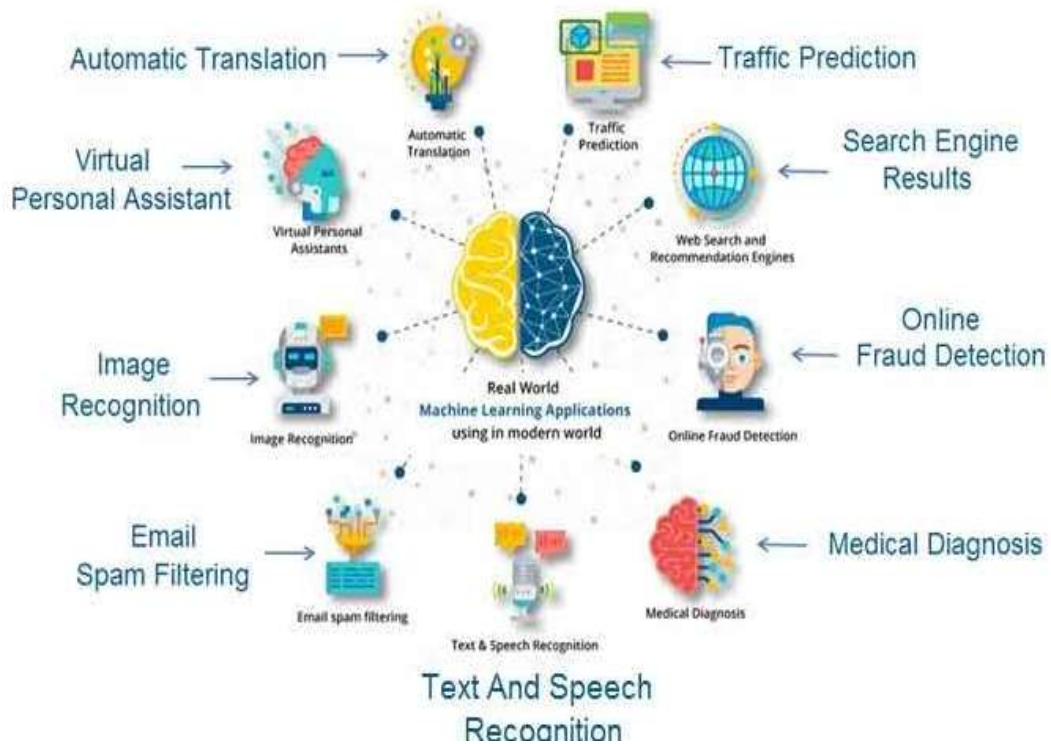 Automatic Translation
Traffic Prediction
Automatic
Translation
Traffic
Prediction
Virtual
Personal Assistant
Search Engine
Results
Virtual Personal
Assistants
Web Search and
Recommendation Engines
Image
Recognition
Online
Fraud Detection
Real World
Machine Learning Applications
using in modern world
Image Recognition
Online Fraud Detection
Email
Spam Filtering
Medical Diagnosis
Email spam filtering
Text & Speech Recognition
Medical Diagnosis
Text And Speech
Recognition